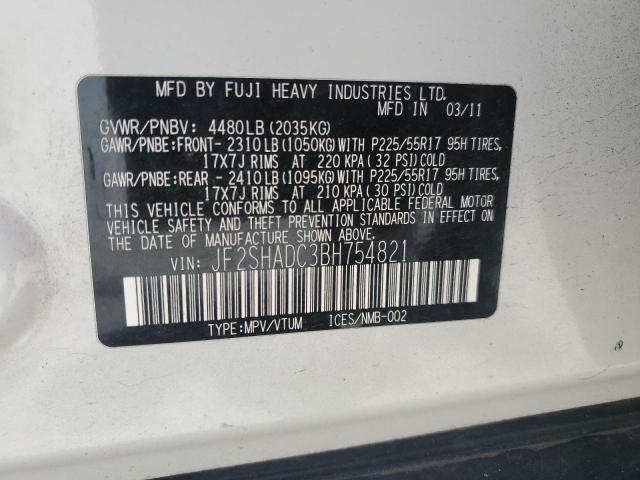 MFD BY FUJI HEAVY INDUSTRIES LTD.
MFD IN 03/11
GVWR/PNBV: 4480LB (2035KG)
GAWR/PNBE:FRONT- 2310LB (1050KG) WITH P225/55R17 95H TIRES,
17X7J RIMS AT 220 KPA ( 32 PSI) COLD
GAWR/PNBE:REAR - 2410LB (1095KG) WITH P225/55R17 95H TIRES,
17X7J RIMS AT 210 KPA ( 30 PSI) COLD
THIS VEHICLE CONFORMS TO ALL APPLICABLE FEDERAL MOTOR
VEHICLE SAFETY AND THEFT PREVENTION STANDARDS IN EFFECT ON
THE DATE OF MANUFACTURE SHOWN ABOVE.
VIN: JF2SHADC3BH754821
TYPE:MPV/VTUM ICES/NMB-002